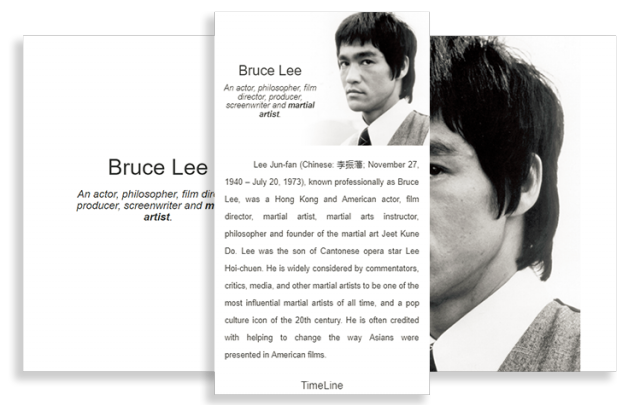 Bruce Lee
An actor, philosopher, film
producer, screenwriter and
artist.
Bruce Lee
An actor, philosopher, film
director, producer,
screenwriter and martial
artist.
Lee Jun-fan (Chinese: 李振藩; November 27,
1940 – July 20, 1973), known professionally as Bruce
Lee, was a Hong Kong and American actor, film
director, martial artist, martial arts instructor,
philosopher and founder of the martial art Jeet Kune
Do. Lee was the son of Cantonese opera star Lee
Hoi-chuen. He is widely considered by commentators,
critics, media, and other martial artists to be one of the
most influential martial artists of all time, and a pop
culture icon of the 20th century. He is often credited
with helping to change the way Asians were
presented in American films.
TimeLine